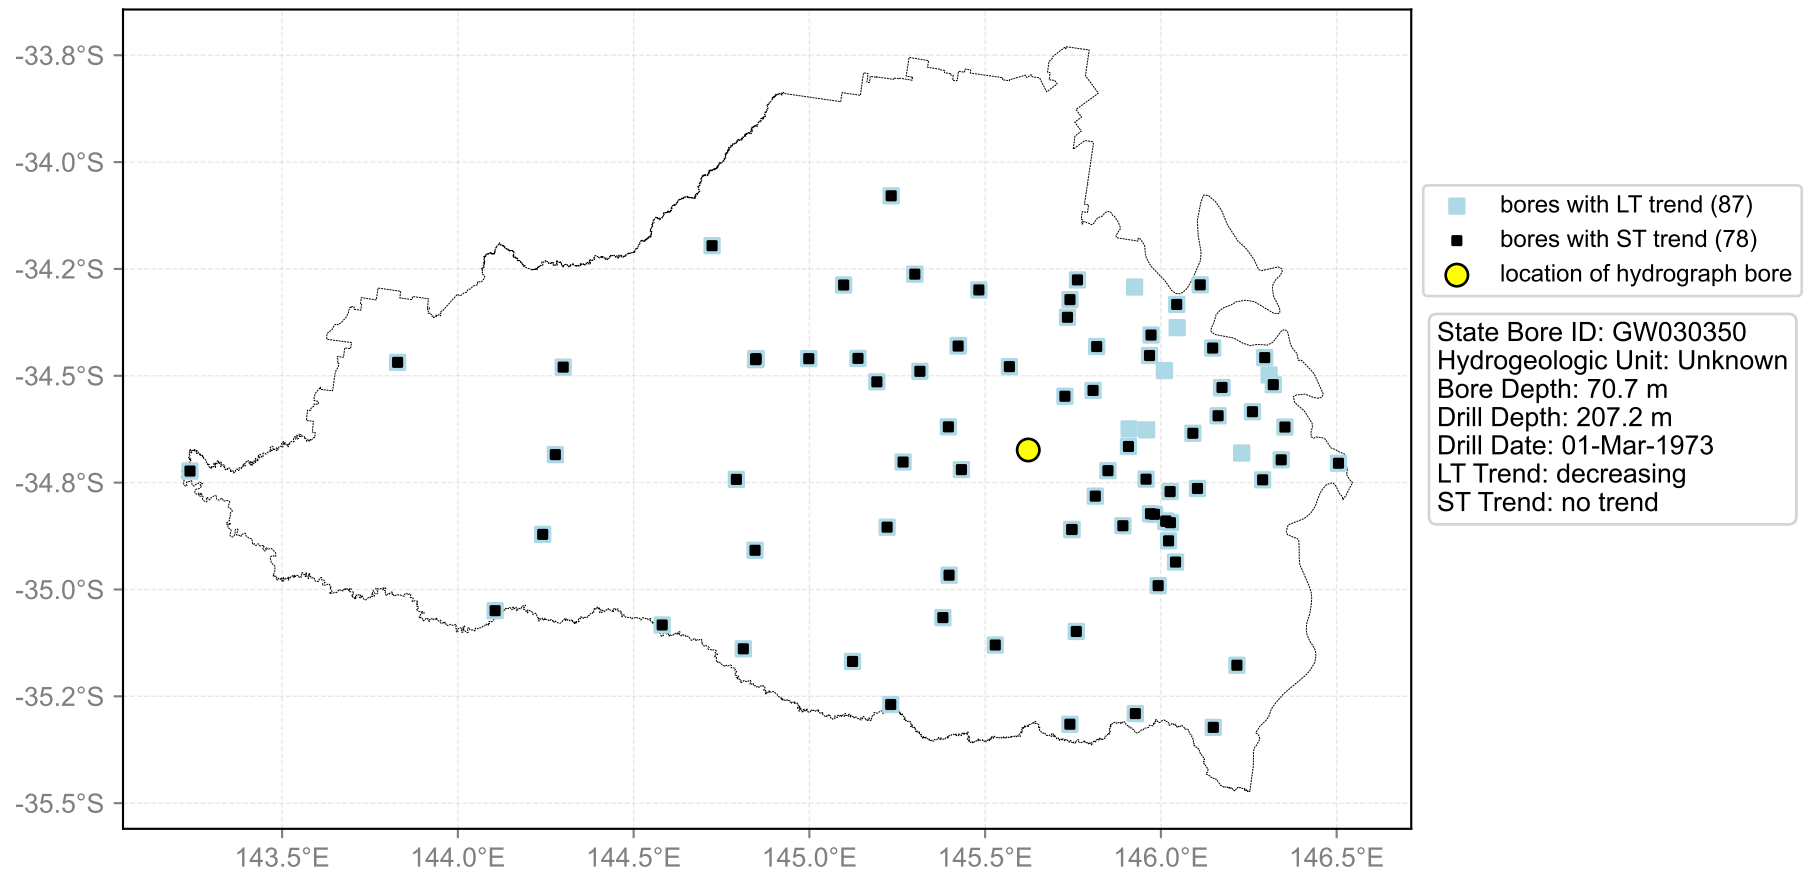 -33.8°S
-34.0°S
-34.2°S
-34.5°S
-34.8°S
-35.0°S
-35.2°S
-35.5°S
143.5°E
144.0°E
144.5°E
145.0°E
145.5°E
146.0°E
146.5°E
bores with LT trend (87)
bores with ST trend (78)
location of hydrograph bore
State Bore ID: GW030350
Hydrogeologic Unit: Unknown
Bore Depth: 70.7 m
Drill Depth: 207.2 m
Drill Date: 01-Mar-1973
LT Trend: decreasing
ST Trend: no trend